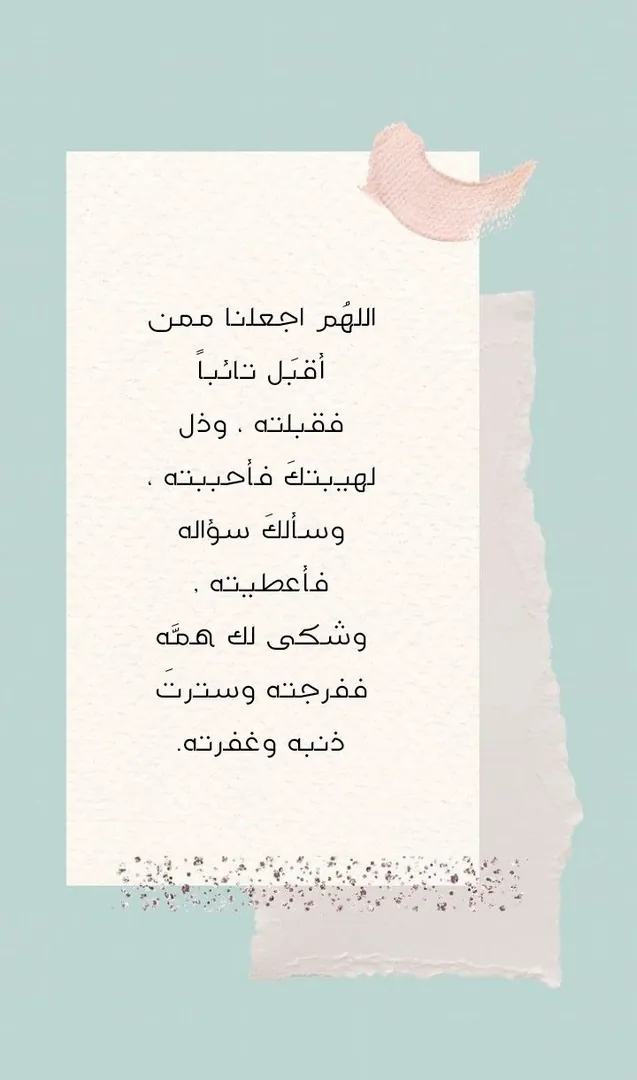 اللهُم اجعلنا ممن
أقبَل تائباً
فقبلته ، وذل
لهيبتكَ فأحببته ،
وسألكَ سؤاله
فأعطيته ,
وشكى لك همَّه
ففرجته وسترتَ
ذنبه وغفرته.